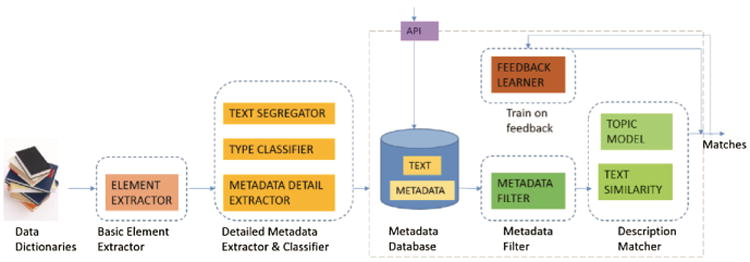 API
FEEDBACK
LEARNER
Train on
feedback
TEXT SEGREGATOR
TYPE CLASSIFIER
METADATA DETAIL
EXTRACTOR
ELEMENT
EXTRACTOR
TEXT
METADATA
METADATA
FILTER
TOPIC
MODEL
TEXT
SIMILARITY
Matches
Data
Dictionaries
Basic Element
Extractor
Detailed Metadata
Extractor & Classifier
Metadata
Database
Metadata
Filter
Description
Matcher